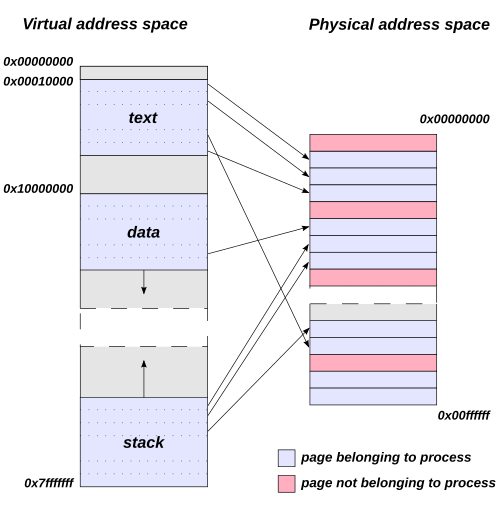 Virtual address space
Physical address space
0x00000000
0x00010000
text
0x00000000
0x10000000
data
stack
0x00ffffff
page belonging to process
0x7fffffff
page not belonging to process